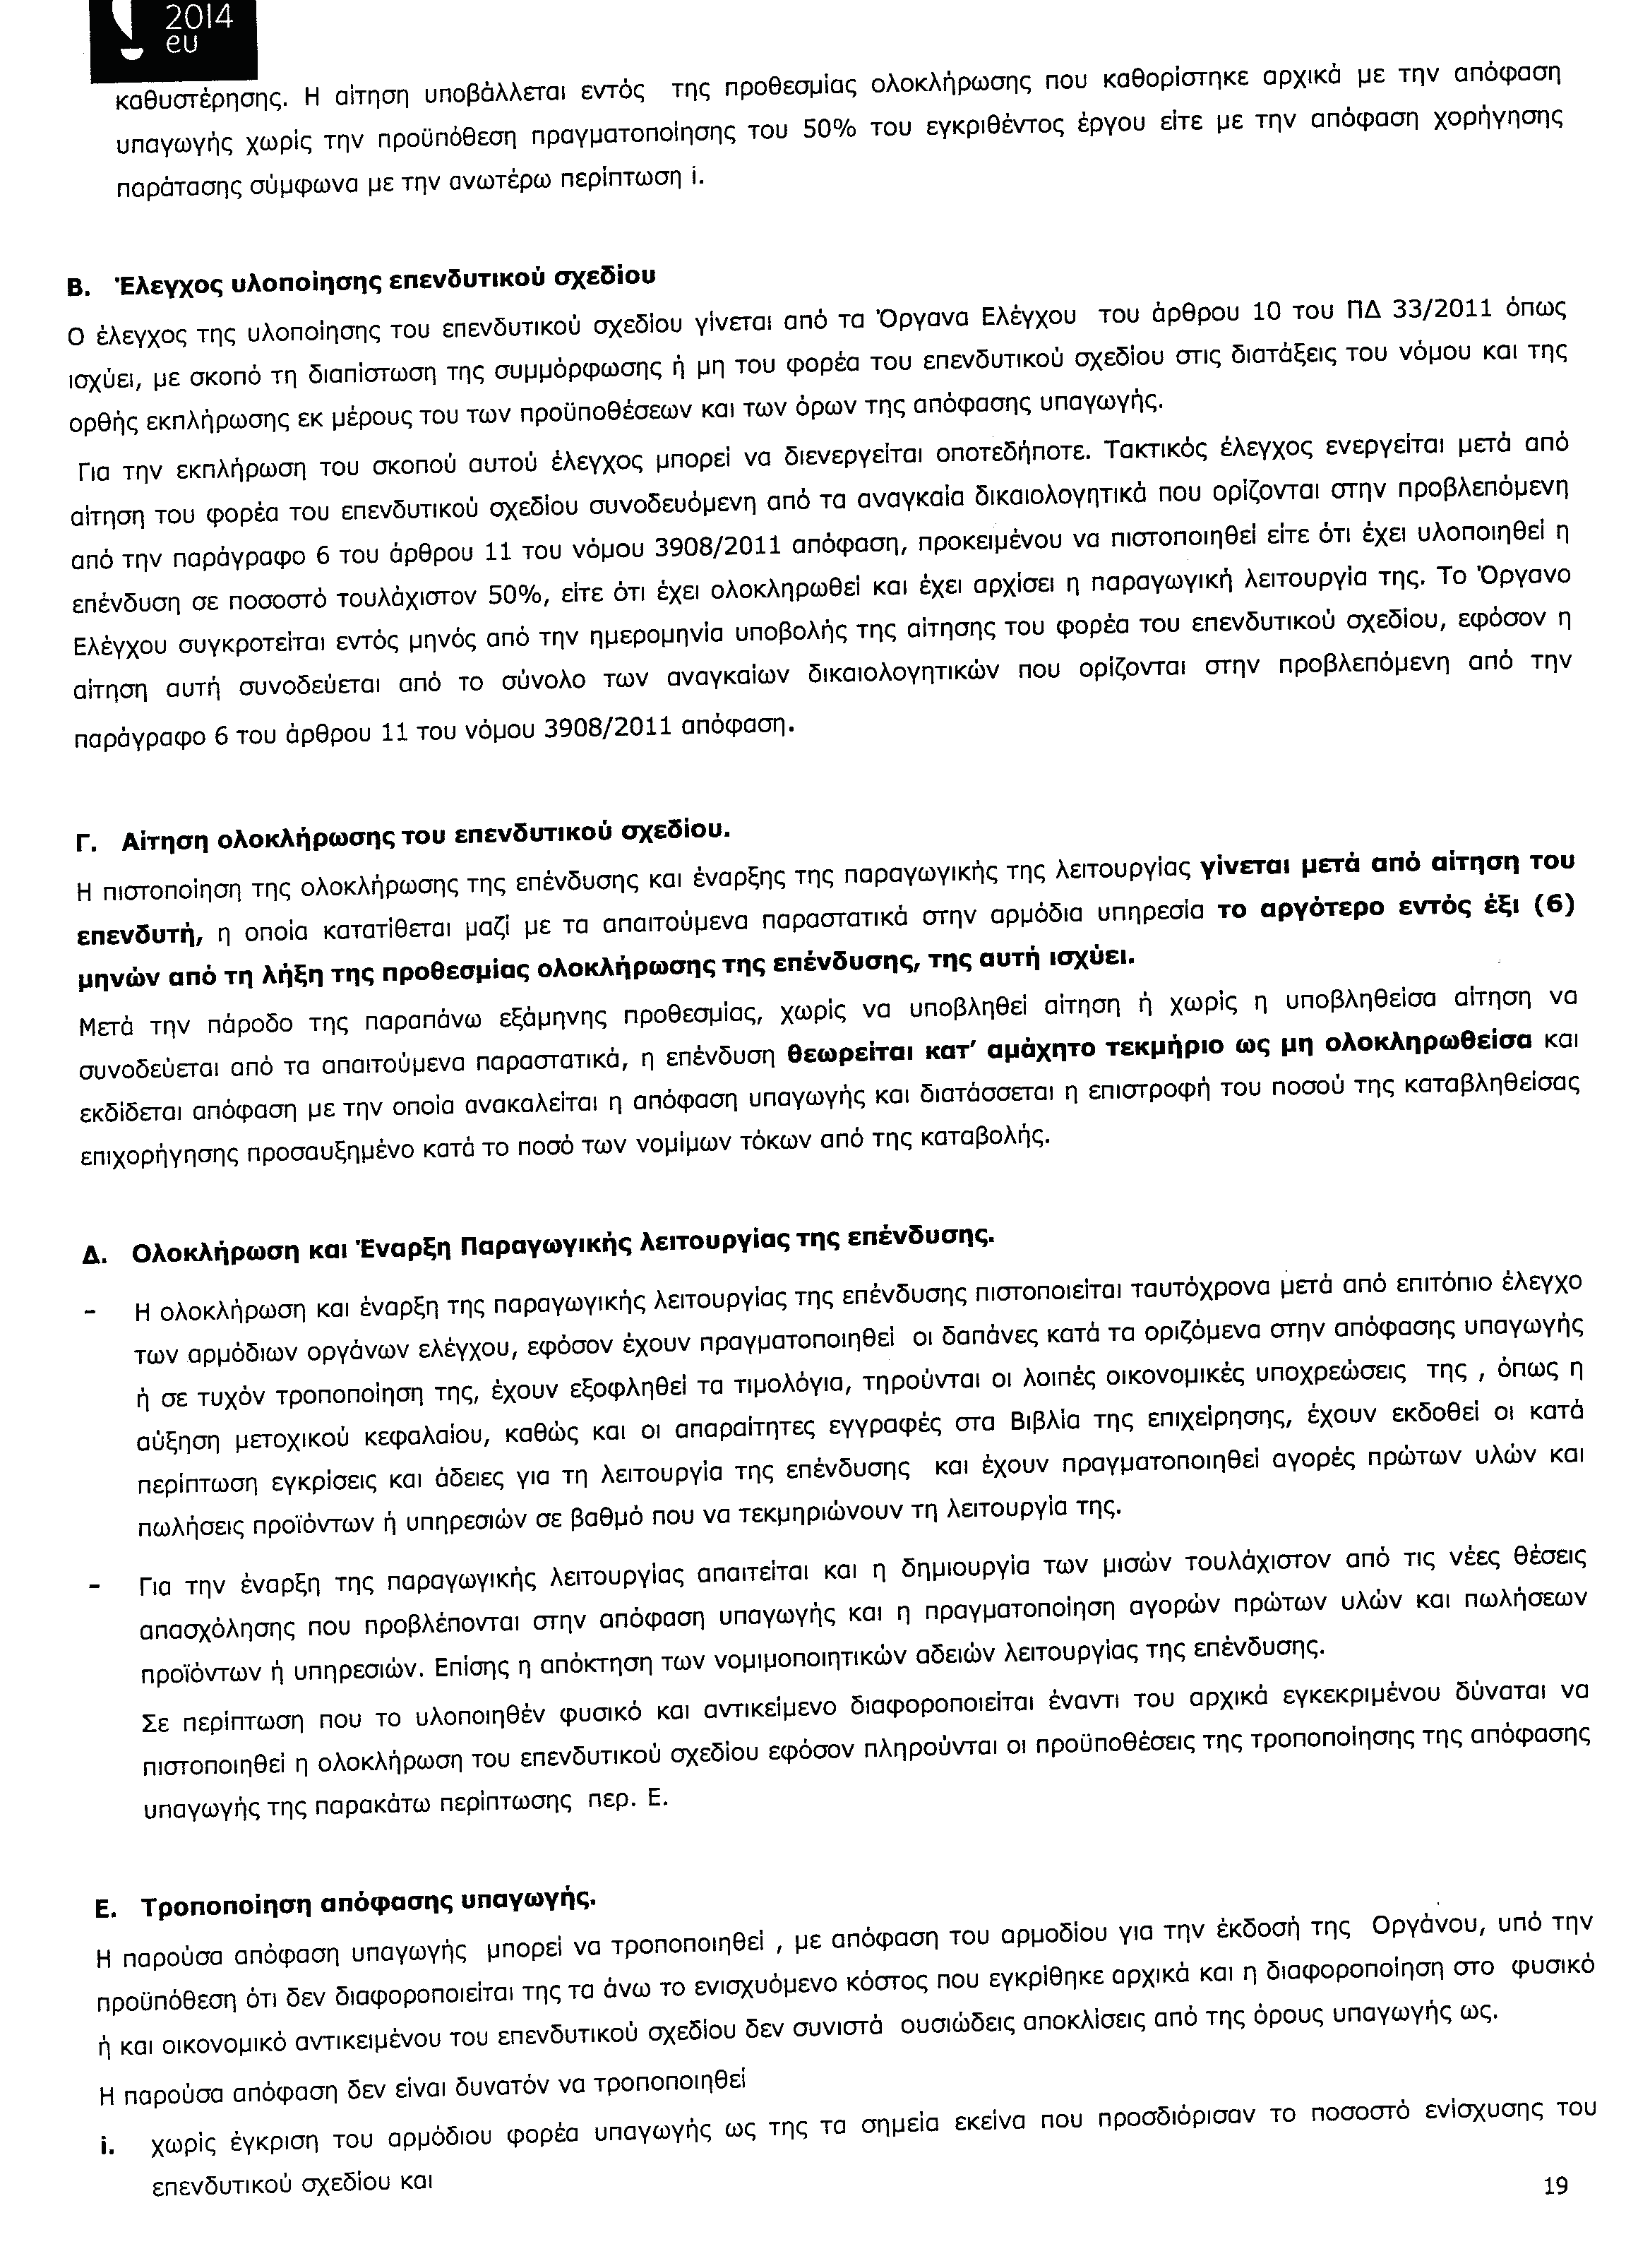 2014
eu
καθυστέρησης. Η αίτηση υποβάλλεται εντός της προθεσμίας ολοκλήρωσης που καθορίστηκε αρχικά με την απόφαση
υπαγωγής χωρίς την προϋπόθεση πραγματοποίησης του 50% του εγκριθέντος έργου είτε με την απόφαση χορήγησης
παράτασης σύμφωνα με την ανωτέρω περίπτωση i.
Β. Έλεγχος υλοποίησης επενδυτικού σχεδίου
Ο έλεγχος της υλοποίησης του επενδυτικού σχεδίου γίνεται από τα Όργανα Ελέγχου του άρθρου 10 του ΠΔ 33/2011 όπως
ισχύει, με σκοπό τη διαπίστωση της συμμόρφωσης ή μη του φορέα του επενδυτικού σχεδίου στις διατάξεις του νόμου και της
ορθής εκπλήρωσης εκ μέρους του των προϋποθέσεων και των όρων της απόφασης υπαγωγής.
Για την εκπλήρωση του σκοπού αυτού έλεγχος μπορεί να διενεργείται οποτεδήποτε. Τακτικός έλεγχος ενεργείται μετά από
αίτηση του φορέα του επενδυτικού σχεδίου συνοδευόμενη από τα αναγκαία δικαιολογητικά που ορίζονται στην προβλεπόμενη
από την παράγραφο 6 του άρθρου 11 του νόμου 3908/2011 απόφαση, προκειμένου να πιστοποιηθεί είτε ότι έχει υλοποιηθεί η
επένδυση σε ποσοστό τουλάχιστον 50%, είτε ότι έχει ολοκληρωθεί και έχει αρχίσει η παραγωγική λειτουργία της. Το Όργανο
Ελέγχου συγκροτείται εντός μηνός από την ημερομηνία υποβολής της αίτησης του φορέα του επενδυτικού σχεδίου, εφόσον η
αίτηση αυτή συνοδεύεται από το σύνολο των αναγκαίων δικαιολογητικών που ορίζονται στην προβλεπόμενη από την
παράγραφο 6 του άρθρου 11 του νόμου 3908/2011 απόφαση.
Γ. Αίτηση ολοκλήρωσης του επενδυτικού σχεδίου.
Η πιστοποίηση της ολοκλήρωσης της επένδυσης και έναρξης της παραγωγικής της λειτουργίας γίνεται μετά από αίτηση του
επενδυτή, η οποία κατατίθεται μαζί με τα απαιτούμενα παραστατικά στην αρμόδια υπηρεσία το αργότερο εντός έξι (6)
μηνών από τη λήξη της προθεσμίας ολοκλήρωσης της επένδυσης, της αυτή ισχύει.
Μετά την πάροδο της παραπάνω εξάμηνης προθεσμίας, χωρίς να υποβληθεί αίτηση ή χωρίς η υποβληθείσα αίτηση να
συνοδεύεται από τα απαιτούμενα παραστατικά, η επένδυση θεωρείται κατ’ αμάχητο τεκμήριο ως μη ολοκληρωθείσα και
εκδίδεται απόφαση με την οποία ανακαλείται η απόφαση υπαγωγής και διατάσσεται η επιστροφή του ποσού της καταβληθείσας
επιχορήγησης προσαυξημένο κατά το ποσό των νομίμων τόκων από της καταβολής.
Δ. Ολοκλήρωση και Έναρξη Παραγωγικής λειτουργίας της επένδυσης.
- Η ολοκλήρωση και έναρξη της παραγωγικής λειτουργίας της επένδυσης πιστοποιείται ταυτόχρονα μετά από επιτόπιο έλεγχο
των αρμόδιων οργάνων ελέγχου, εφόσον έχουν πραγματοποιηθεί οι δαπάνες κατά τα οριζόμενα στην απόφασης υπαγωγής
ή σε τυχόν τροποποίηση της, έχουν εξοφληθεί τα τιμολόγια, τηρούνται οι λοιπές οικονομικές υποχρεώσεις της , όπως η
αύξηση μετοχικού κεφαλαίου, καθώς και οι απαραίτητες εγγραφές στα Βιβλία της επιχείρησης, έχουν εκδοθεί οι κατά
περίπτωση εγκρίσεις και άδειες για τη λειτουργία της επένδυσης και έχουν πραγματοποιηθεί αγορές πρώτων υλών και
πωλήσεις προϊόντων ή υπηρεσιών σε βαθμό που να τεκμηριώνουν τη λειτουργία της.
- Για την έναρξη της παραγωγικής λειτουργίας απαιτείται και η δημιουργία των μισών τουλάχιστον από τις νέες θέσεις
απασχόλησης που προβλέπονται στην απόφαση υπαγωγής και η πραγματοποίηση αγορών πρώτων υλών και πωλήσεων
προϊόντων ή υπηρεσιών. Επίσης η απόκτηση των νομιμοποιητικών αδειών λειτουργίας της επένδυσης.
Σε περίπτωση που το υλοποιηθέν φυσικό και αντικείμενο διαφοροποιείται έναντι του αρχικά εγκεκριμένου δύναται να
πιστοποιηθεί η ολοκλήρωση του επενδυτικού σχεδίου εφόσον πληρούνται οι προϋποθέσεις της τροποποίησης της απόφασης
υπαγωγής της παρακάτω περίπτωσης περ. Ε.
Ε. Τροποποίηση απόφασης υπαγωγής.
Η παρούσα απόφαση υπαγωγής μπορεί να τροποποιηθεί , με απόφαση του αρμοδίου για την έκδοσή της Οργάνου, υπό την
προϋπόθεση ότι δεν διαφοροποιείται της τα άνω το ενισχυόμενο κόστος που εγκρίθηκε αρχικά και η διαφοροποίηση στο φυσικό
ή και οικονομικό αντικειμένου του επενδυτικού σχεδίου δεν συνιστά ουσιώδεις αποκλίσεις από της όρους υπαγωγής ως.
Η παρούσα απόφαση δεν είναι δυνατόν να τροποποιηθεί
i. χωρίς έγκριση του αρμόδιου φορέα υπαγωγής ως της τα σημεία εκείνα που προσδιόρισαν το ποσοστό ενίσχυσης του
επενδυτικού σχεδίου και
19